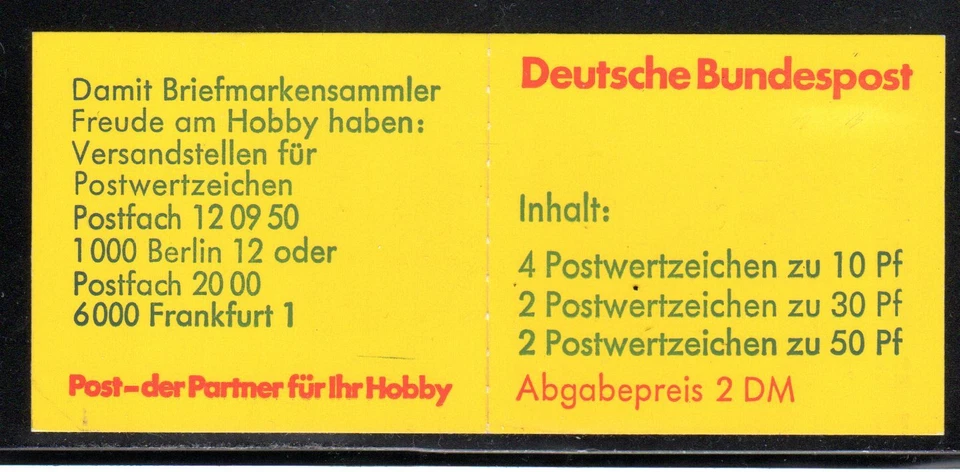 Damit Briefmarkensammler
Freude am Hobby haben:
Versandstellen für
Postwertzeichen
Postfach 12 09 50
1000 Berlin 12 oder
Postfach 20 00
6000 Frankfurt 1
Post–der Partner für Ihr Hobby
Deutsche Bundespost
Inhalt:
4 Postwertzeichen zu 10 Pf
2 Postwertzeichen zu 30 Pf
2 Postwertzeichen zu 50 Pf
Abgabepreis 2 DM